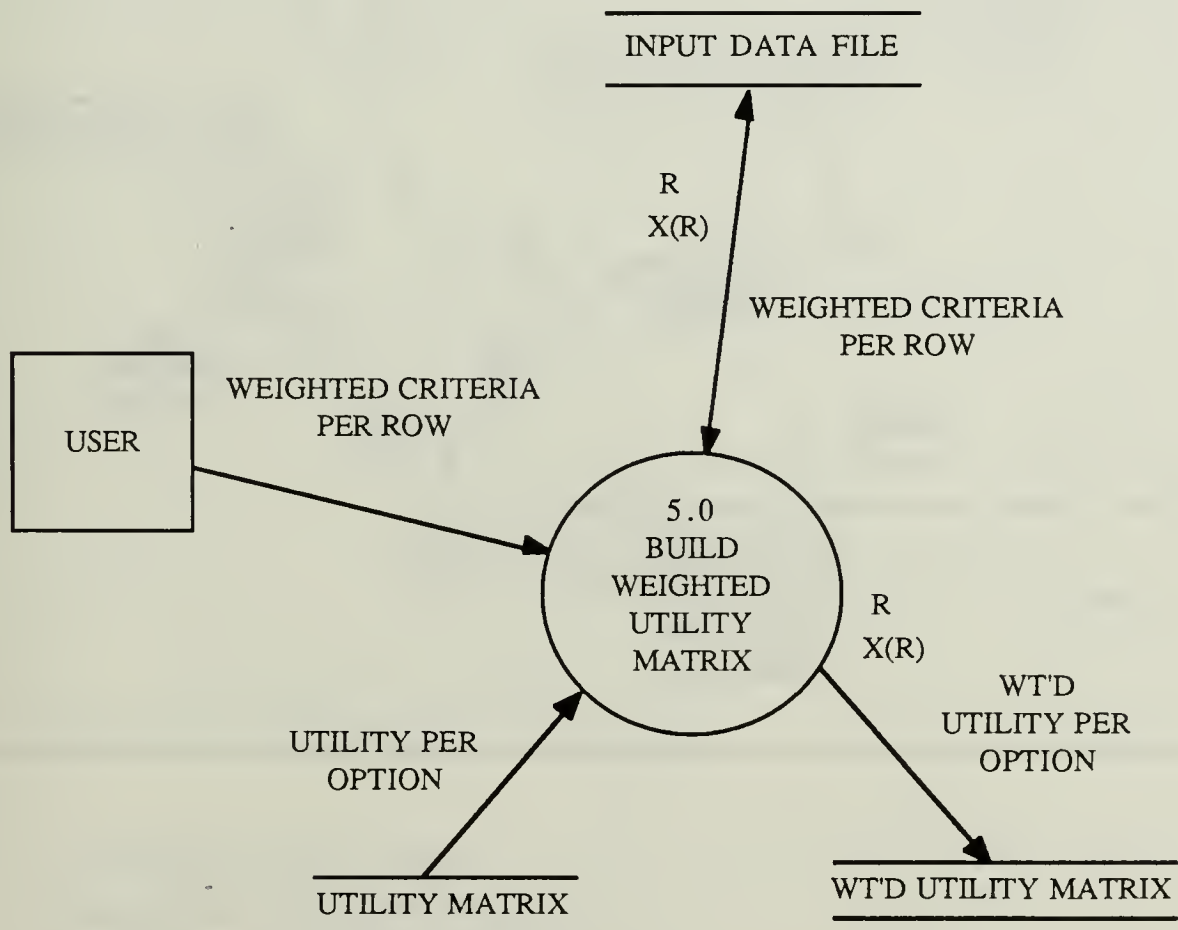 INPUT DATA FILE
R
X(R)
WEIGHTED CRITERIA
PER ROW
WEIGHTED CRITERIA
PER ROW
USER
5.0
BUILD
WEIGHTED
UTILITY
MATRIX
R
X(R)
WT'D
UTILITY PER
OPTION
UTILITY PER
OPTION
UTILITY MATRIX
WT'D UTILITY MATRIX